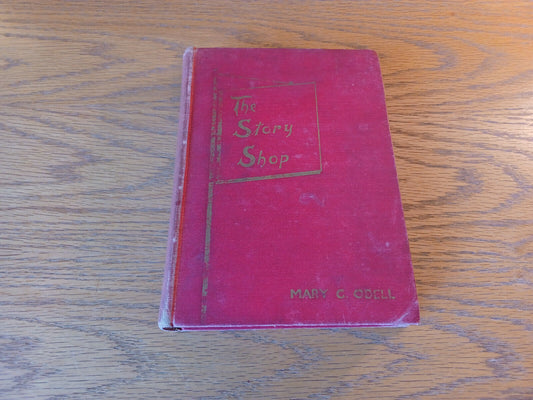 The
Story
Shop
MARY C. ODELL